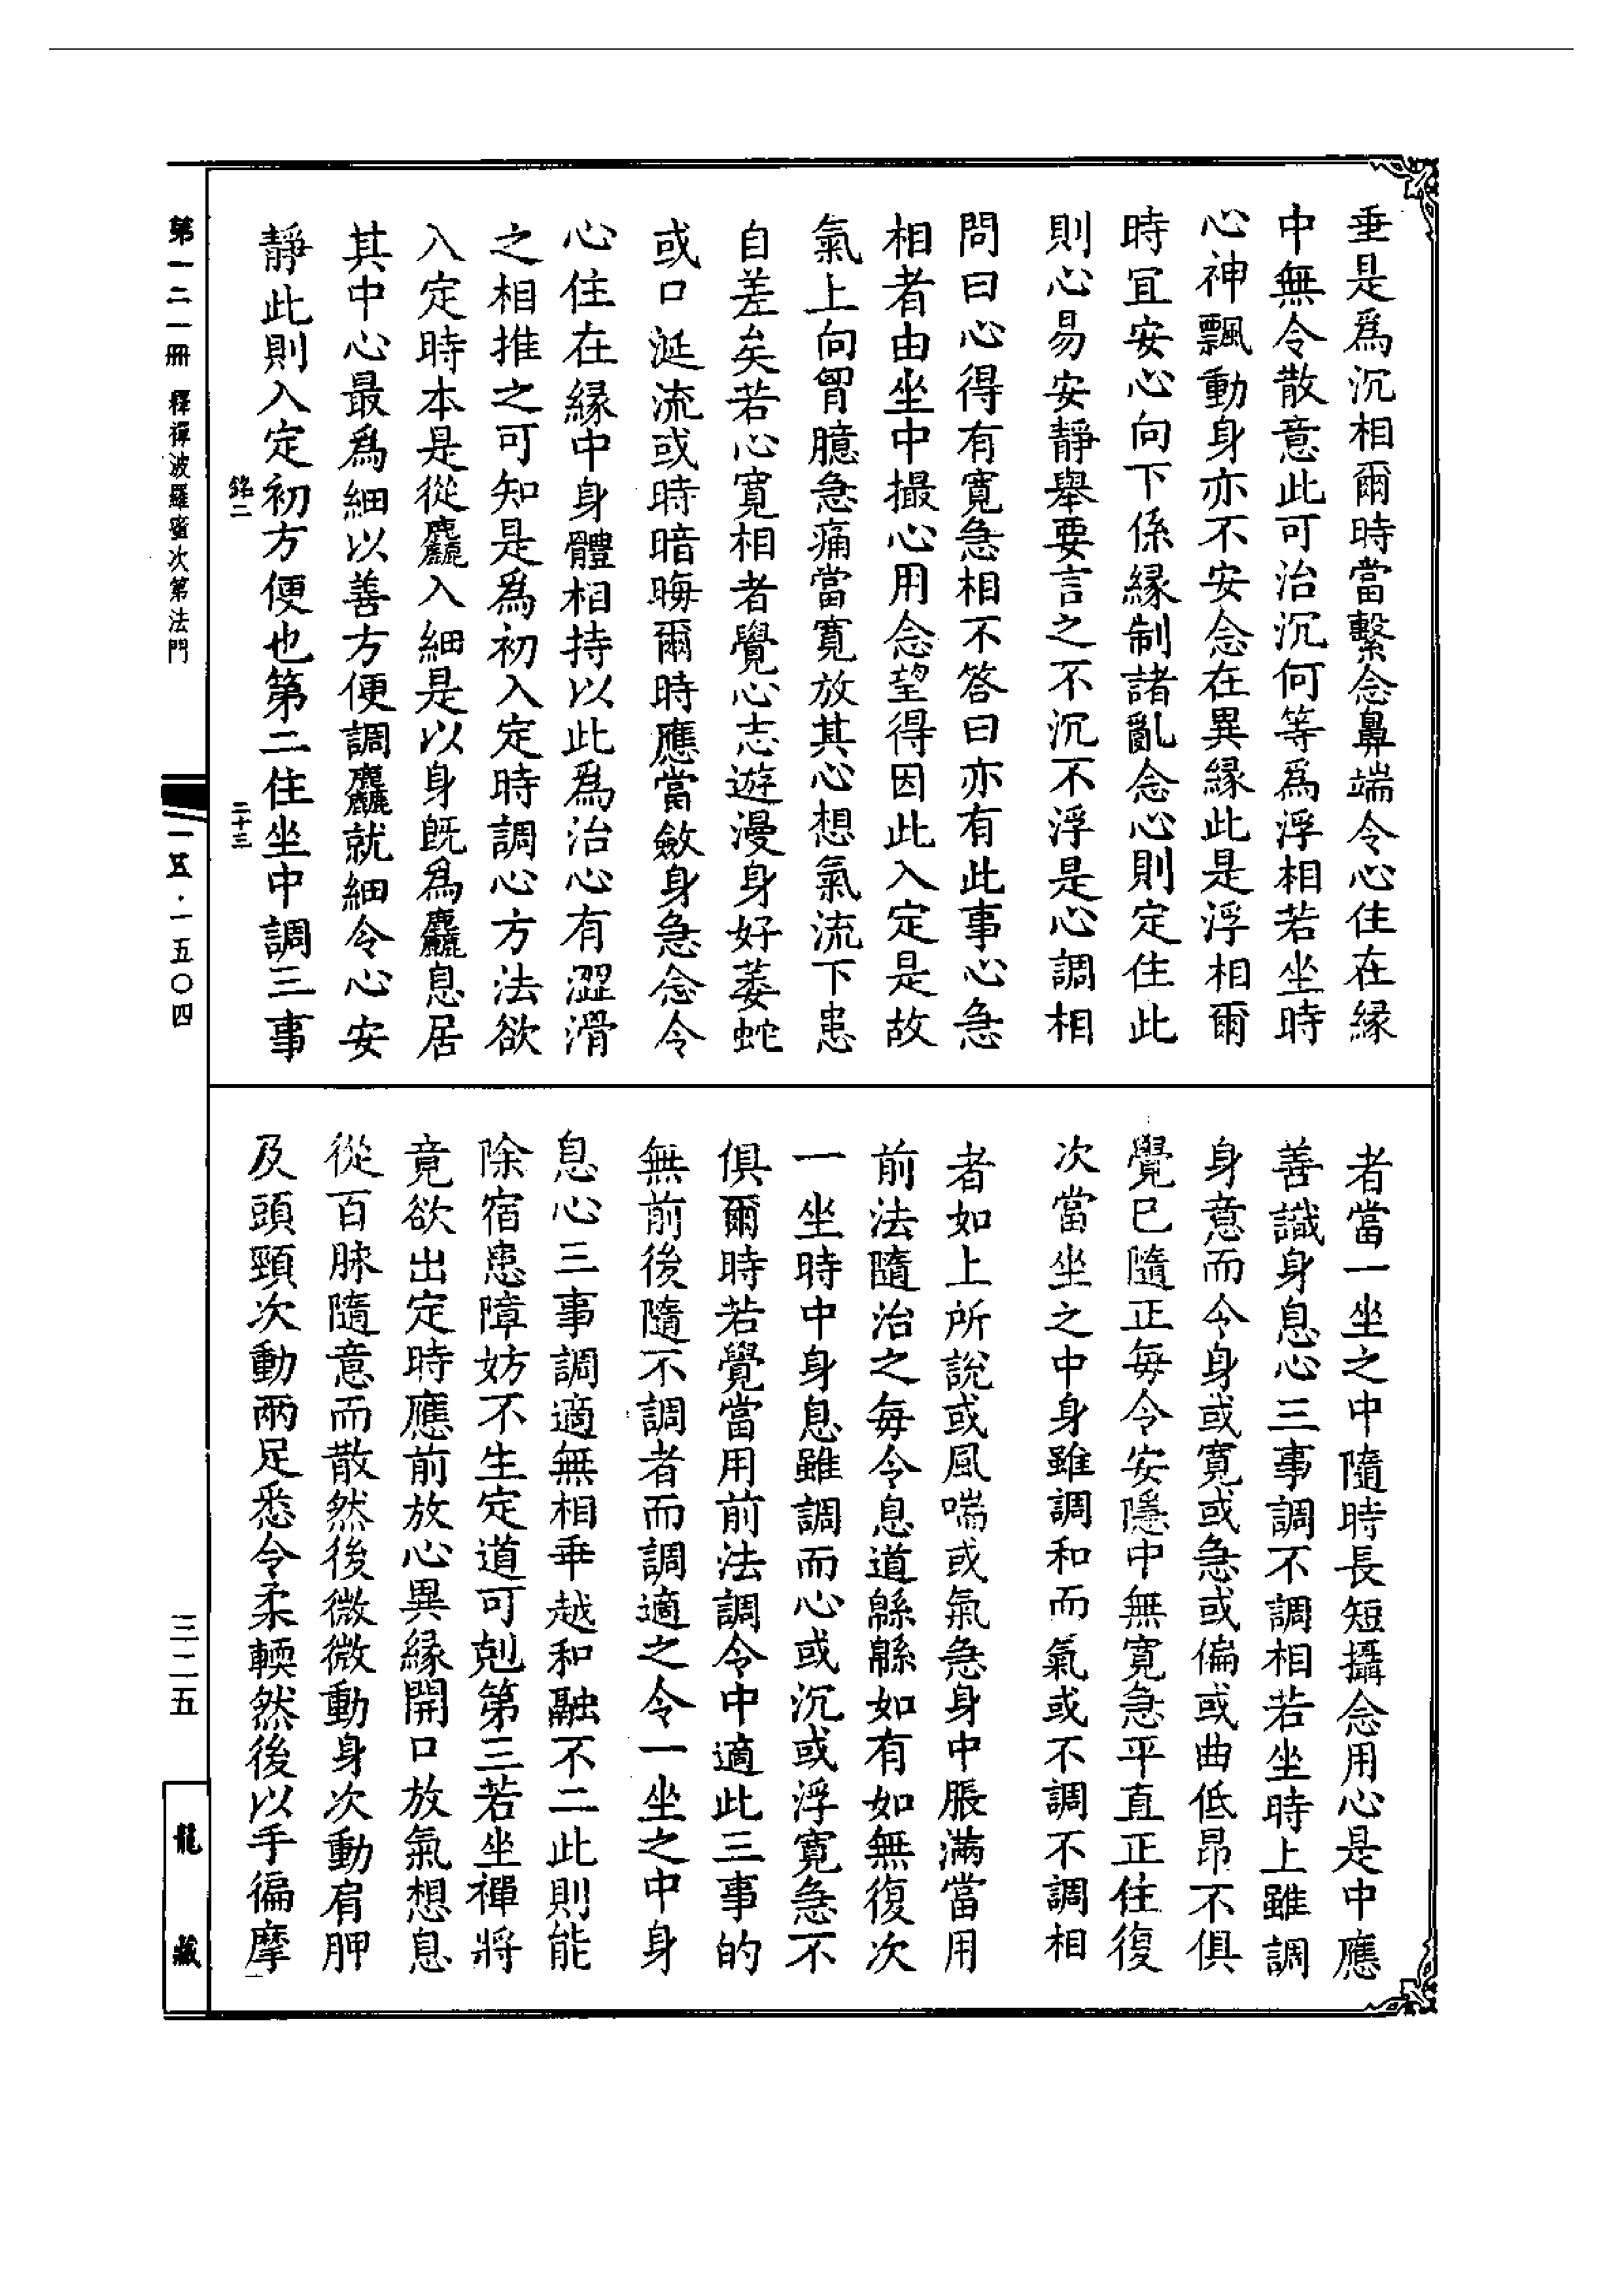 垂是爲沉相爾時當繫念鼻端令心住在縁
中無令散意此可治沉何等爲浮相若坐時
心神飄動身亦不安念在異縁此是浮相爾
時宜安心向下係縁制諸亂念心則定住此
則心易安靜舉要言之不沉不浮是心調相
問曰心得有寛急相不答曰亦有此事心急
相者由坐中撮心用念望得因此入定是故
氣上向胷臆急痛當寛放其心想氣流下患
自差矣若心寛相者覺心志遊漫身好萎蛇
或口涎流或時暗晦爾時應當斂身急念令
心住在縁中身體相持以此爲治心有澀滑
之相推之可知是爲初入定時調心方法欲
入定時本是從麤入細是以身既爲麤息居
其中心最爲細以善方便調麤就細令心安
靜此則入定初方便也第二住坐中調三事
者當一坐之中隨時長短攝念用心是中應
善識身息心三事調不調相若坐時上雖調
身意而今身或寛或急或偏或曲低昂不俱
覺已隨正每令安隱中無寛急平直正住復
次當坐之中身雖調和而氣或不調不調相
者如上所說或風喘或氣急身中脹滿當用
前法隨治之每令息道緜緜如有如無復次
一坐時中身息雖調而心或沉或浮寛急不
俱爾時若覺當用前法調令中適此三事的
無前後隨不調者而調適之令一坐之中身
息心三事調適無相乖越和融不二此則能
除宿患障妨不生定道可剋第三若坐禪將
竟欲出定時應前放心異縁開口放氣想息
從百脉隨意而散然後微微動身次動肩胛
及頭頸次動兩足悉令柔輭然後以手徧摩
銘二
二十三
第一二一冊 釋禪波羅蜜次第法門
一五·一五〇四
三二五
龍藏